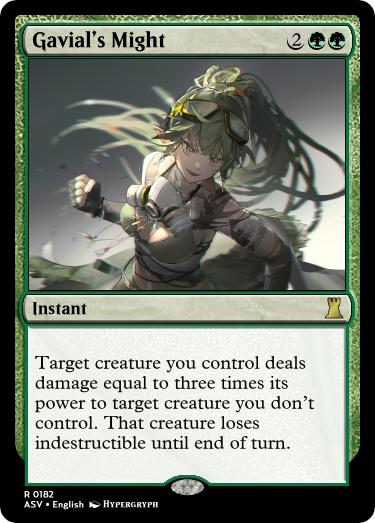 Gavial's Might 2
Instant
Target creature you control deals
damage equal to three times its
power to target creature you don't
control. That creature loses
indestructible until end of turn.
R 0182
ASV • English HYPERGRYPH